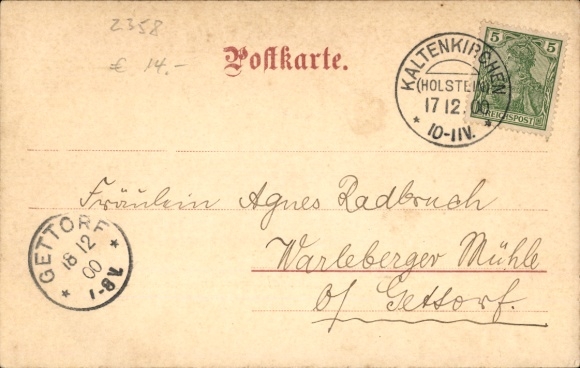 2358
€ 14.-
Postkarte.
5 5
REICHSPOST
KALTENKIRCHEN
(HOLSTEIN)
17 12. 00
* 10-11V. *
Fräulein Agnes Radbruch
Warleberger Mühle
b/ Gettorf.
GETTORF
18 12
00
* 7-8V. *